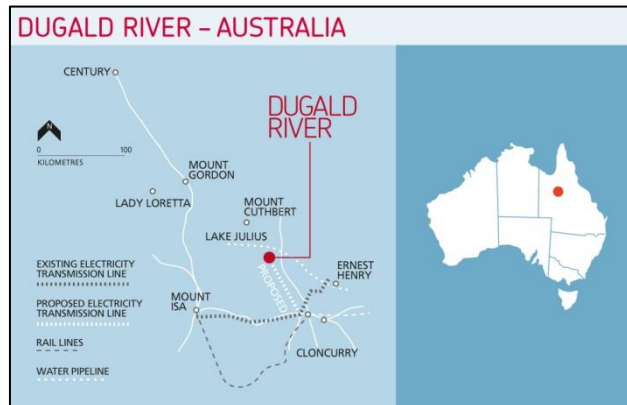 DUGALD RIVER – AUSTRALIA
CENTURY
DUGALD
RIVER
N
0 100
KILOMETRES
MOUNT
GORDON
LADY LORETTA
MOUNT
CUTHBERT
LAKE JULIUS
EXISTING ELECTRICITY
TRANSMISSION LINE
PROPOSED
ERNEST
HENRY
PROPOSED ELECTRICITY
TRANSMISSION LINE
MOUNT
ISA
RAIL LINES
CLONCURRY
WATER PIPELINE